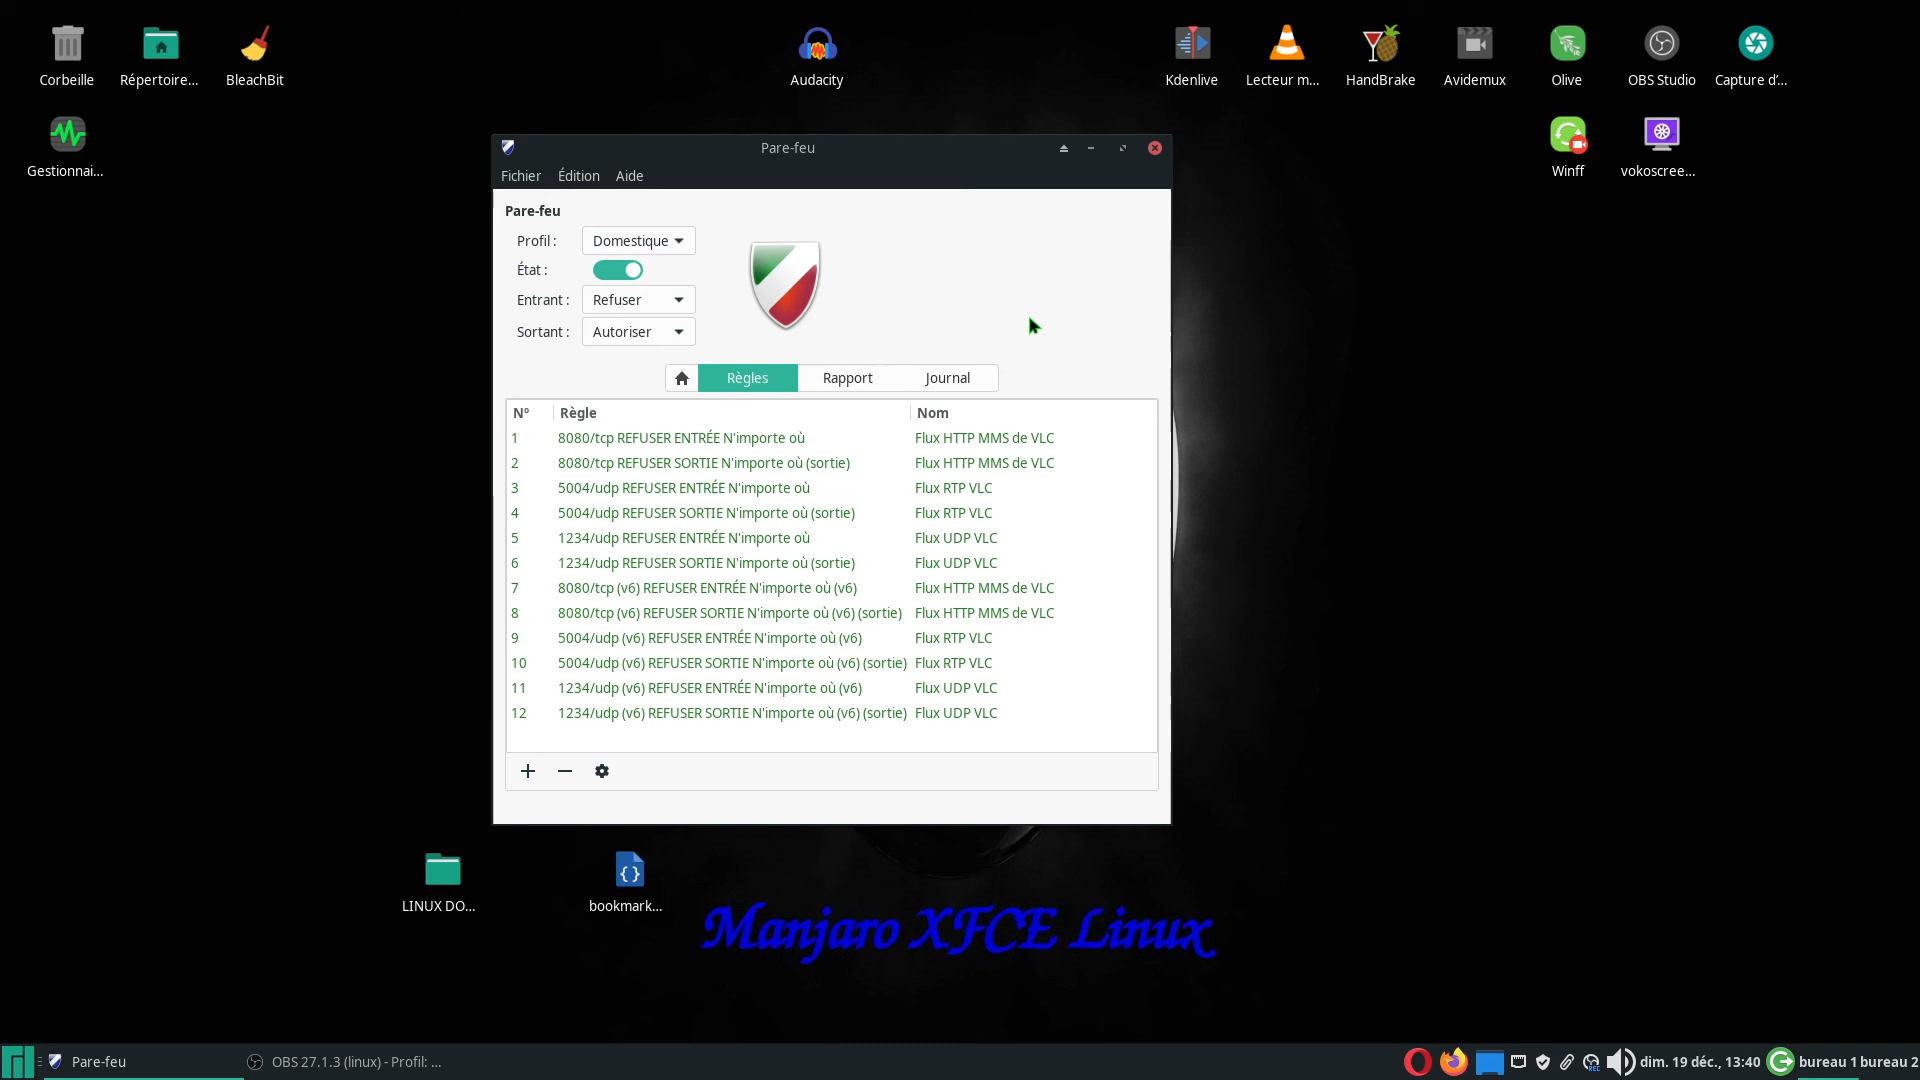 Corbeille
Répertoire...
BleachBit
Audacity
Kdenlive
Lecteur m...
HandBrake
Avidemux
Olive
OBS Studio
Capture d'...
Gestionnai...
Winff
vokoscree...
Pare-feu
Fichier Édition Aide
Pare-feu
Profil : Domestique
État :
Entrant : Refuser
Sortant : Autoriser
Règles Rapport Journal
Nº Règle Nom
1 8080/tcp REFUSER ENTRÉE N'importe où Flux HTTP MMS de VLC
2 8080/tcp REFUSER SORTIE N'importe où (sortie) Flux HTTP MMS de VLC
3 5004/udp REFUSER ENTRÉE N'importe où Flux RTP VLC
4 5004/udp REFUSER SORTIE N'importe où (sortie) Flux RTP VLC
5 1234/udp REFUSER ENTRÉE N'importe où Flux UDP VLC
6 1234/udp REFUSER SORTIE N'importe où (sortie) Flux UDP VLC
7 8080/tcp (v6) REFUSER ENTRÉE N'importe où (v6) Flux HTTP MMS de VLC
8 8080/tcp (v6) REFUSER SORTIE N'importe où (v6) (sortie) Flux HTTP MMS de VLC
9 5004/udp (v6) REFUSER ENTRÉE N'importe où (v6) Flux RTP VLC
10 5004/udp (v6) REFUSER SORTIE N'importe où (v6) (sortie) Flux RTP VLC
11 1234/udp (v6) REFUSER ENTRÉE N'importe où (v6) Flux UDP VLC
12 1234/udp (v6) REFUSER SORTIE N'importe où (v6) (sortie) Flux UDP VLC
LINUX DO...
bookmark...
Manjaro XFCE Linux
Pare-feu
OBS 27.1.3 (linux) - Profil: ...
REC
dim. 19 déc., 13:40
bureau 1 bureau 2